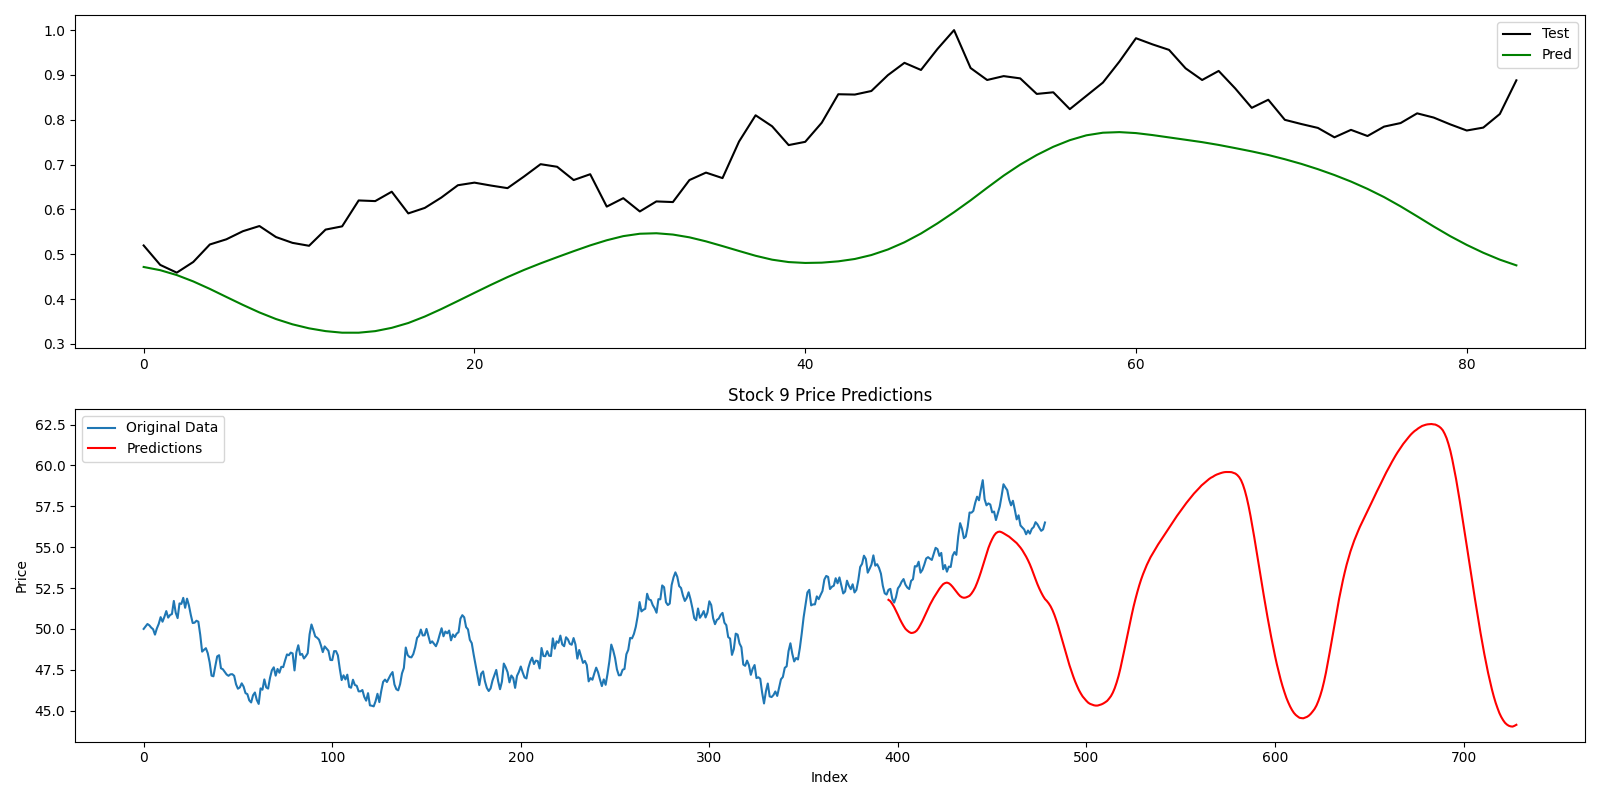 1.0
0.9
0.8
0.7
0.6
0.5
0.4
0.3
Test
Pred
0 20 40 60 80
Stock 9 Price Predictions
Original Data
Predictions
Price
62.5
60.0
57.5
55.0
52.5
50.0
47.5
45.0
0 100 200 300 400 500 600 700
Index